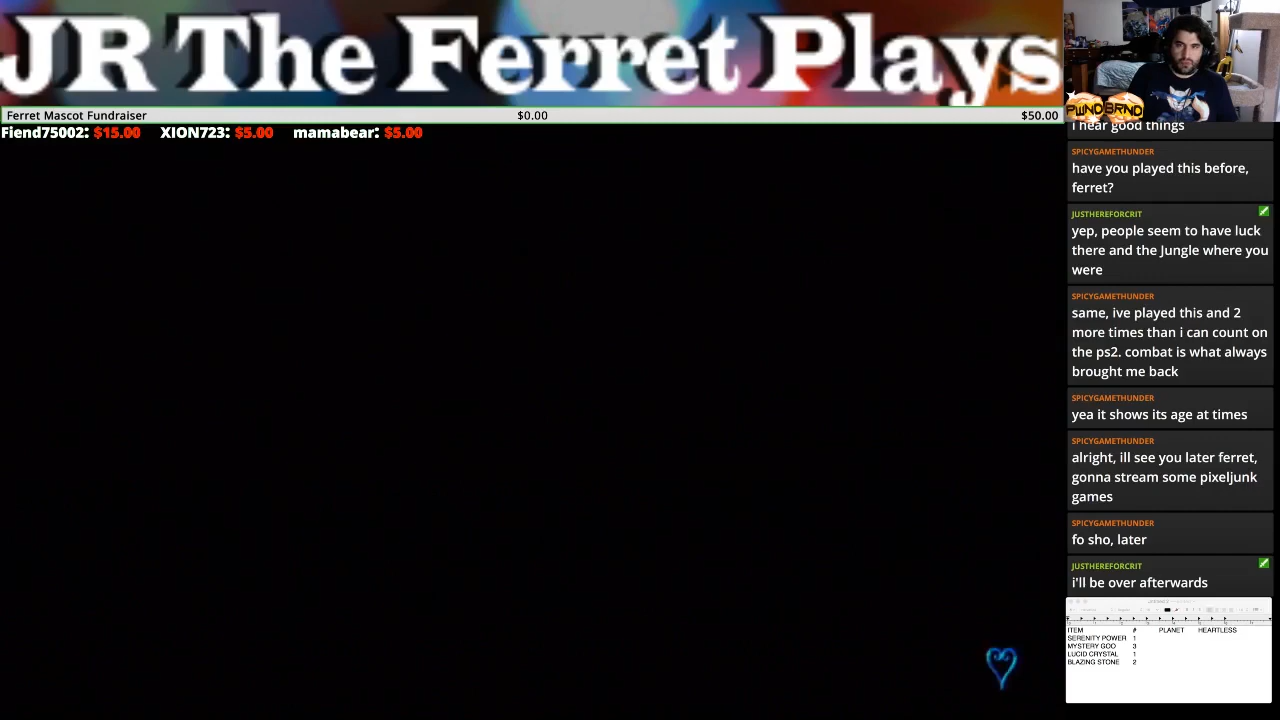 JR The Ferret Plays
Ferret Mascot Fundraiser $0.00 $50.00
Fiend75002: $15.00 XION723: $5.00 mamabear: $5.00
PWND BRND
I hear good things
SPICYGAMETHUNDER
have you played this before,
ferret?
JUSTHEREFORCRIT
yep, people seem to have luck
there and the Jungle where you
were
SPICYGAMETHUNDER
same, ive played this and 2
more times than i can count on
the ps2. combat is what always
brought me back
SPICYGAMETHUNDER
yea it shows its age at times
SPICYGAMETHUNDER
alright, ill see you later ferret,
gonna stream some pixeljunk
games
SPICYGAMETHUNDER
fo sho, later
JUSTHEREFORCRIT
i'll be over afterwards
ITEM # PLANET HEARTLESS
SERENITY POWER 1
MYSTERY GOO 3
LUCID CRYSTAL 1
BLAZING STONE 2